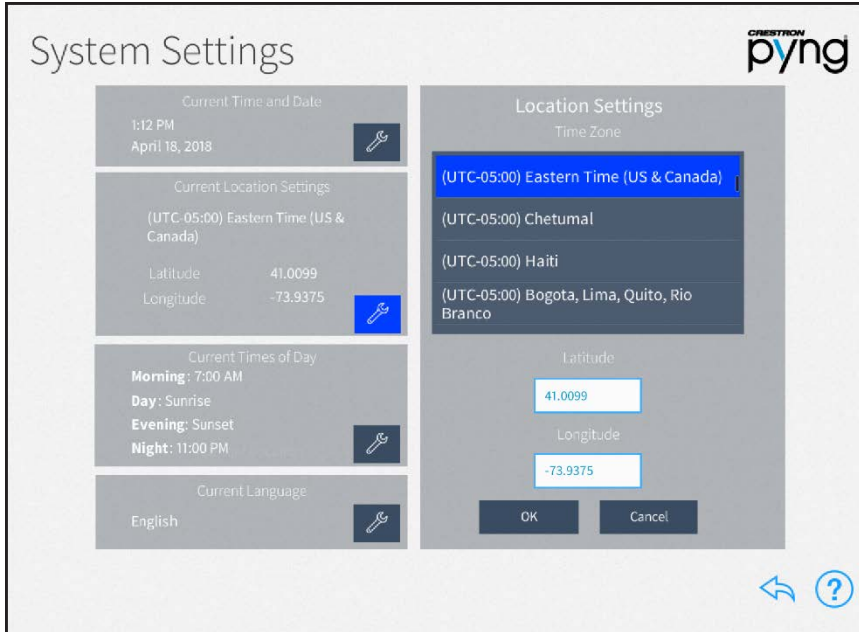 System Settings
CRESTRON
pyng
Current Time and Date
1:12 PM
April 18, 2018
Current Location Settings
(UTC-05:00) Eastern Time (US &
Canada)
Latitude 41.0099
Longitude -73.9375
Current Times of Day
Morning: 7:00 AM
Day: Sunrise
Evening: Sunset
Night: 11:00 PM
Current Language
English
Location Settings
Time Zone
(UTC-05:00) Eastern Time (US & Canada)
(UTC-05:00) Chetumal
(UTC-05:00) Haiti
(UTC-05:00) Bogota, Lima, Quito, Rio
Branco
Latitude
41.0099
Longitude
-73.9375
OK Cancel
?